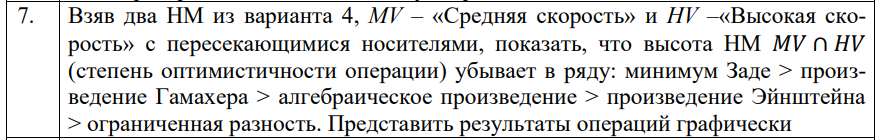 7. Взяв два НМ из варианта 4, MV – «Средняя скорость» и HV –«Высокая ско-
рость» с пересекающимися носителями, показать, что высота НМ 𝑀𝑉 ∩ 𝐻𝑉
(степень оптимистичности операции) убывает в ряду: минимум Заде > произ-
ведение Гамахера > алгебраическое произведение > произведение Эйнштейна
> ограниченная разность. Представить результаты операций графически